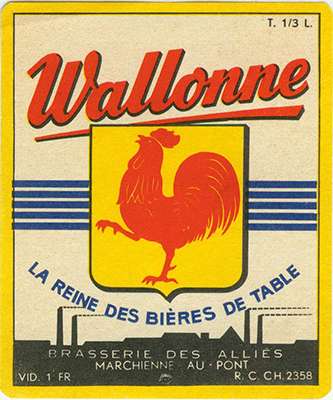 T. 1/3 L.
Wallonne
LA REINE DES BIÈRES DE TABLE
BRASSERIE DES ALLIÉS
MARCHIENNE - AU - PONT
VID. 1 FR
R. C. CH. 2358